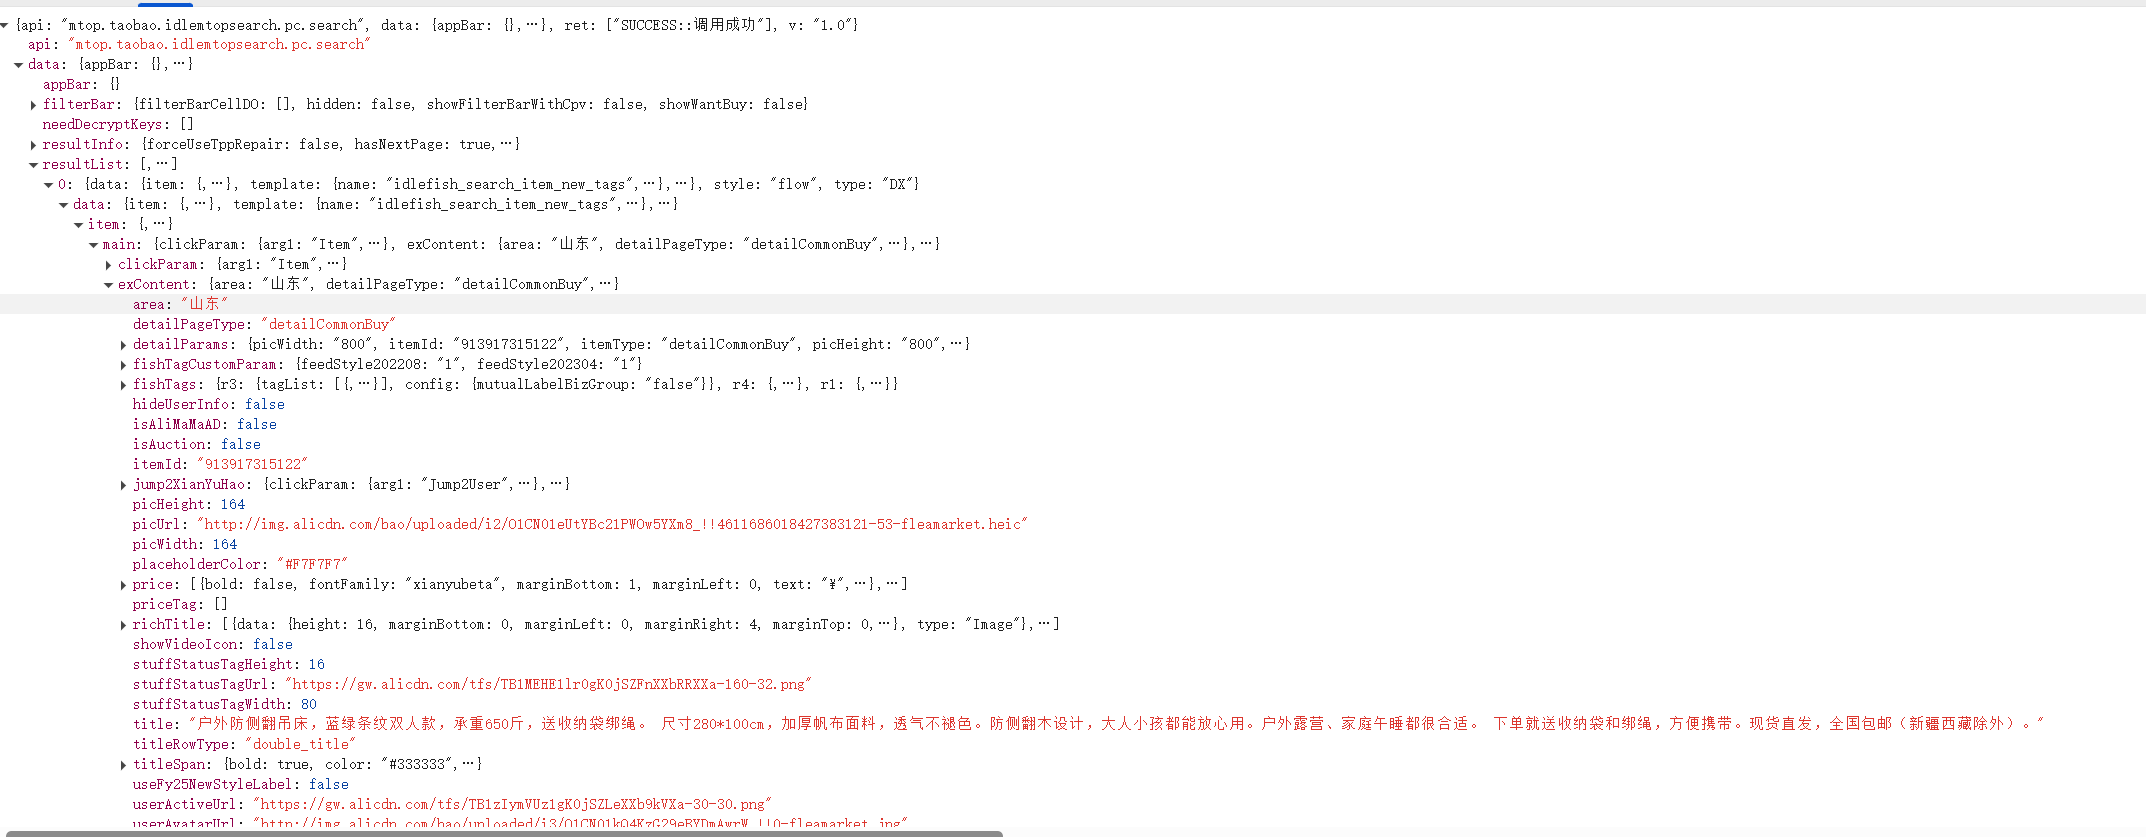 {api: "mtop.taobao.idlemtopsearch.pc.search", data: {appBar: {},…}, ret: ["SUCCESS::调用成功"], v: "1.0"}
api: "mtop.taobao.idlemtopsearch.pc.search"
data: {appBar: {},…}
appBar: {}
filterBar: {filterBarCellDO: [], hidden: false, showFilterBarWithCpv: false, showWantBuy: false}
needDecryptKeys: []
resultInfo: {forceUseTppRepair: false, hasNextPage: true,…}
resultList: [,…]
0: {data: {item: {,…}, template: {name: "idlefish_search_item_new_tags",…},…}, style: "flow", type: "DX"}
data: {item: {,…}, template: {name: "idlefish_search_item_new_tags",…},…}
item: {,…}
main: {clickParam: {arg1: "Item",…}, exContent: {area: "山东", detailPageType: "detailCommonBuy",…},…}
clickParam: {arg1: "Item",…}
exContent: {area: "山东", detailPageType: "detailCommonBuy",…}
area: "山东"
detailPageType: "detailCommonBuy"
detailParams: {picWidth: "800", itemId: "913917315122", itemType: "detailCommonBuy", picHeight: "800",…}
fishTagCustomParam: {feedStyle202208: "1", feedStyle202304: "1"}
fishTags: {r3: {tagList: [{,…}], config: {mutualLabelBizGroup: "false"}}, r4: {,…}, r1: {,…}}
hideUserInfo: false
isAliMaMaAD: false
isAuction: false
itemId: "913917315122"
jump2XianYuHao: {clickParam: {arg1: "Jump2User",…},…}
picHeight: 164
picUrl: "http://img.alicdn.com/bao/uploaded/i2/O1CN01eUtYBc21PWOw5YXm8_!!4611686018427383121-53-fleamarket.heic"
picWidth: 164
placeholderColor: "#F7F7F7"
price: [{bold: false, fontFamily: "xianyubeta", marginBottom: 1, marginLeft: 0, text: "¥",…},…]
priceTag: []
richTitle: [{data: {height: 16, marginBottom: 0, marginLeft: 0, marginRight: 4, marginTop: 0,…}, type: "Image"},…]
showVideoIcon: false
stuffStatusTagHeight: 16
stuffStatusTagUrl: "https://gw.alicdn.com/tfs/TB1MEHE1lr0gK0jSZFnXXbRRXXa-160-32.png"
stuffStatusTagWidth: 80
title: "户外防侧翻吊床，蓝绿条纹双人款，承重650斤，送收纳袋绑绳。 尺寸280*100cm，加厚帆布面料，透气不褪色。防侧翻木设计，大人小孩都能放心用。户外露营、家庭午睡都很合适。 下单就送收纳袋和绑绳，方便携带。现货直发，全国包邮（新疆西藏除外）。"
titleRowType: "double_title"
titleSpan: {bold: true, color: "#333333",…}
useFy25NewStyleLabel: false
userActiveUrl: "https://gw.alicdn.com/tfs/TB1zIymVUz1gK0jSZLeXXb9kVXa-30-30.png"
userAvatarUrl: "http://img.alicdn.com/bao/uploaded/i3/O1CN01kQ4KzG29eBYDmAwrW_!!0-fleamarket.jpg"